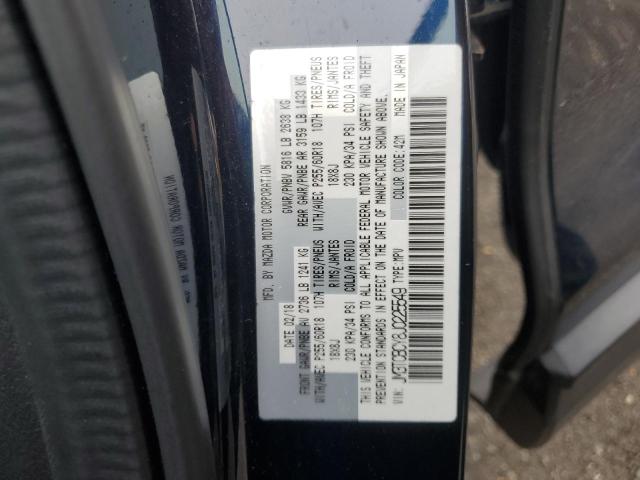 MFD. BY MAZDA MOTOR CORPORATION
DATE 02/18 GVWR/PNBV 5816 LB 2638 KG
FRONT GAWR/PNBE AV 2736 LB 1241 KG REAR GAWR/PNBE AR 3159 LB 1433 KG
WITH/AVEC P255/60R18 107H TIRES/PNEUS WITH/AVEC P255/60R18 107H TIRES/PNEUS
18X8J RIMS/JANTES 18X8J RIMS/JANTES
230 KPA/34 PSI COLD/A FROID 230 KPA/34 PSI COLD/A FROID
THIS VEHICLE CONFORMS TO ALL APPLICABLE FEDERAL MOTOR VEHICLE SAFETY AND THEFT
PREVENTION STANDARDS IN EFFECT ON THE DATE OF MANUFACTURE SHOWN ABOVE.
COLOR CODE:42M MADE IN JAPAN
VIN: JM3TCBCY8J0225549 TYPE:MPV